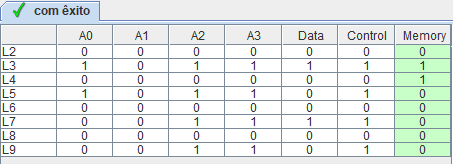 com êxito
A0 A1 A2 A3 Data Control Memory
L2 0 0 0 0 0 0 0
L3 1 0 1 1 1 1 1
L4 0 0 0 0 0 0 1
L5 1 0 1 1 0 1 0
L6 0 0 0 0 0 0 0
L7 0 0 1 1 1 1 0
L8 0 0 0 0 0 0 0
L9 0 0 1 1 0 1 0